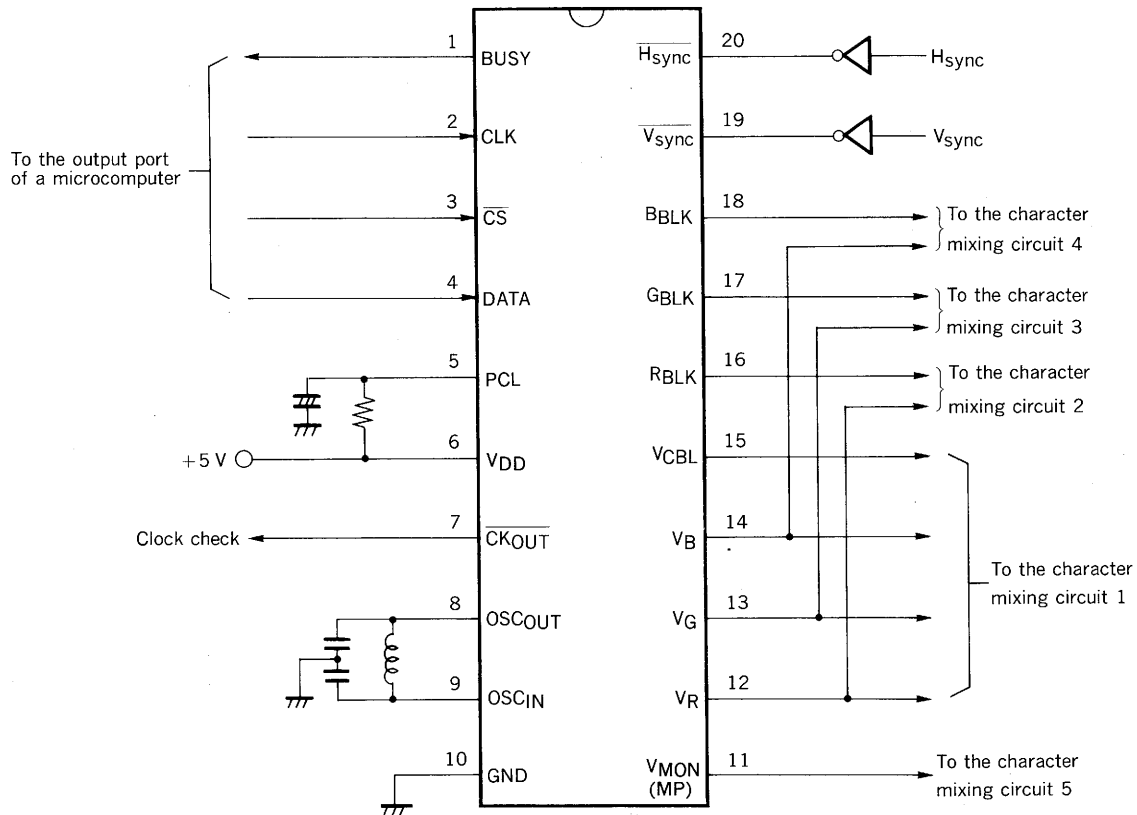 1
BUSY
2
CLK
3
CS
4
DATA
To the output port
of a microcomputer
5
PCL
6
VDD
+5 V
7
CKOUT
Clock check
8
OSCOUT
9
OSCIN
10
GND
20
Hsync
Hsync
19
Vsync
Vsync
18
BBLK
To the character
mixing circuit 4
17
GBLK
To the character
mixing circuit 3
16
RBLK
To the character
mixing circuit 2
15
VCBL
14
VB
13
VG
12
VR
To the character
mixing circuit 1
11
VMON
(MP)
To the character
mixing circuit 5